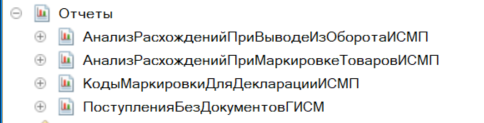 Отчеты
АнализРасхожденийПриВыводеИзОборотаИСМП
АнализРасхожденийПриМаркировкеТоваровИСМП
КодыМаркировкиДляДекларацииИСМП
ПоступленияБезДокументовГИСМ